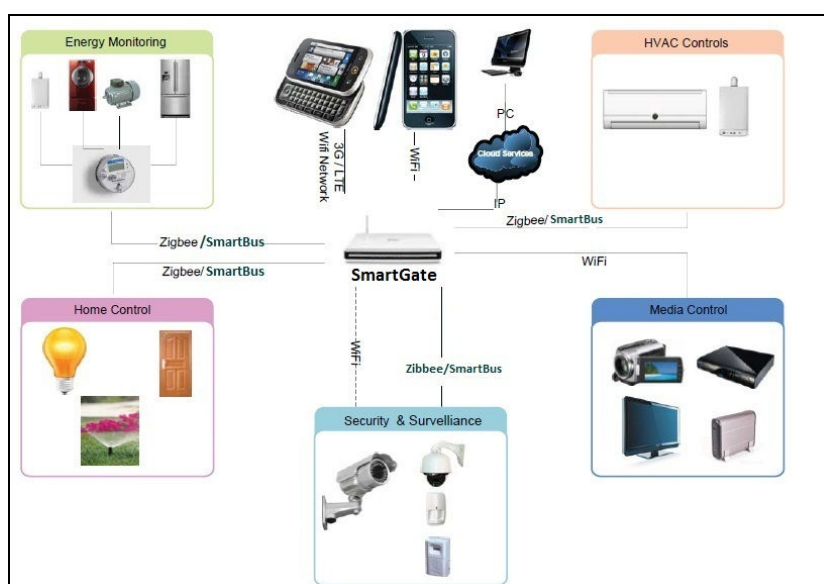 Energy Monitoring
HVAC Controls
PC
Cloud Services
3G / LTE
Wifi Network
WiFi
IP
Zigbee/SmartBus
Zigbee/SmartBus
Zigbee/SmartBus
WiFi
SmartGate
Home Control
Media Control
WiFi
Zibbee/SmartBus
Security & Survelliance